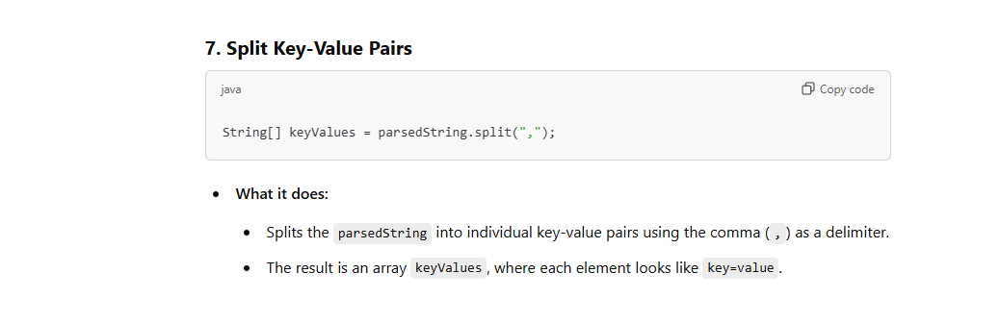 7. Split Key-Value Pairs
java
Copy code
String[] keyValues = parsedString.split(",");
What it does:
Splits the parsedString into individual key-value pairs using the comma ( , ) as a delimiter.
The result is an array keyValues , where each element looks like key=value .